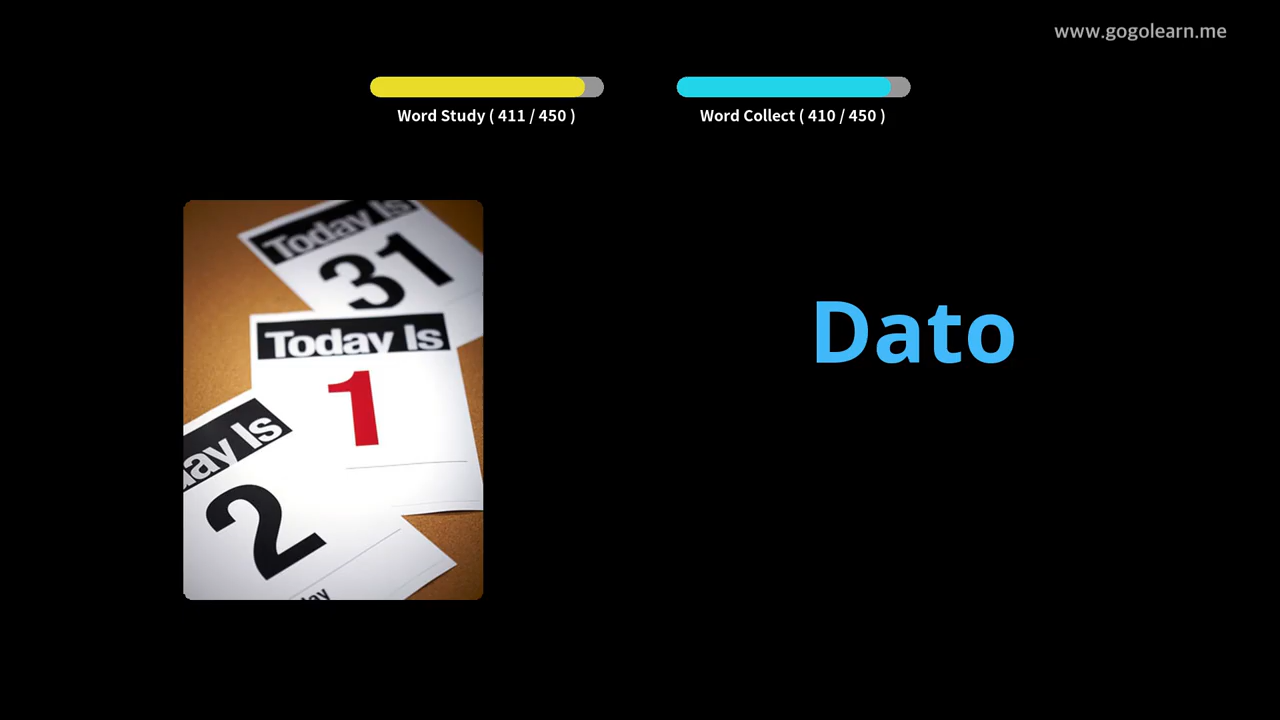 www.gogolearn.me
Word Study ( 411 / 450 )
Word Collect ( 410 / 450 )
Today Is
31
Today Is
1
ay Is
2
day
Dato